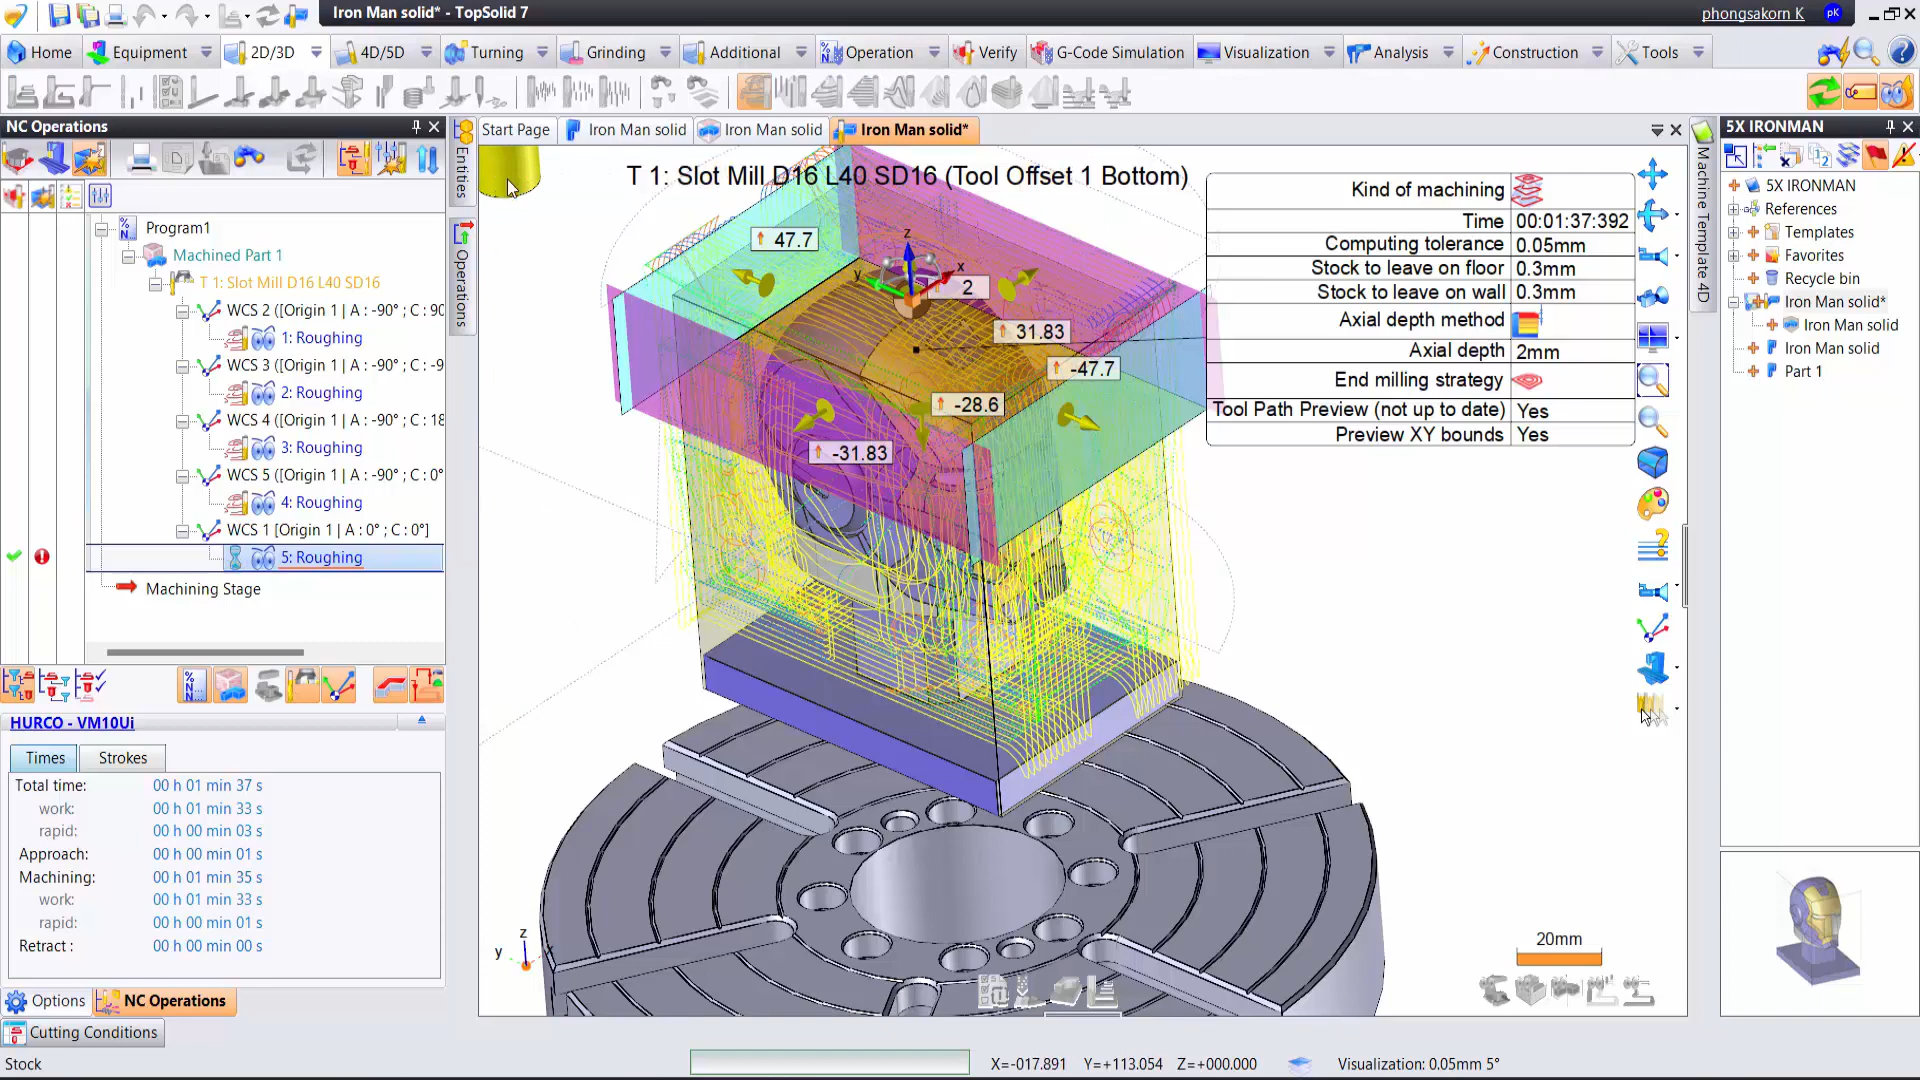 Iron Man solid* - TopSolid 7
phongsakorn K
pK
Home
Equipment
2D/3D
4D/5D
Turning
Grinding
Additional
Operation
Verify
G-Code Simulation
Visualization
Analysis
Construction
Tools
NC Operations
Program1
Machined Part 1
T 1: Slot Mill D16 L40 SD16
WCS 2 ([Origin 1 | A : -90° ; C : 90
1: Roughing
WCS 3 ([Origin 1 | A : -90° ; C : -9
2: Roughing
WCS 4 ([Origin 1 | A : -90° ; C : 18
3: Roughing
WCS 5 ([Origin 1 | A : -90° ; C : 0°
4: Roughing
WCS 1 [Origin 1 | A : 0° ; C : 0°]
5: Roughing
Machining Stage
HURCO - VM10Ui
Times
Strokes
Total time: 00 h 01 min 37 s
work: 00 h 01 min 33 s
rapid: 00 h 00 min 03 s
Approach: 00 h 00 min 01 s
Machining: 00 h 01 min 35 s
work: 00 h 01 min 33 s
rapid: 00 h 00 min 01 s
Retract : 00 h 00 min 00 s
Options
NC Operations
Cutting Conditions
Stock
Entities
Operations
Start Page
Iron Man solid
Iron Man solid
Iron Man solid*
T 1: Slot Mill D16 L40 SD16 (Tool Offset 1 Bottom)
47.7
z
x
y
2
31.83
-47.7
-28.6
-31.83
Kind of machining
Time 00:01:37:392
Computing tolerance 0.05mm
Stock to leave on floor 0.3mm
Stock to leave on wall 0.3mm
Axial depth method
Axial depth 2mm
End milling strategy
Tool Path Preview (not up to date) Yes
Preview XY bounds Yes
z
y
20mm
X=-017.891 Y=+113.054 Z=+000.000
Visualization: 0.05mm 5°
Machine Template 4D
5X IRONMAN
5X IRONMAN
References
Templates
Favorites
Recycle bin
Iron Man solid*
Iron Man solid
Iron Man solid
Part 1